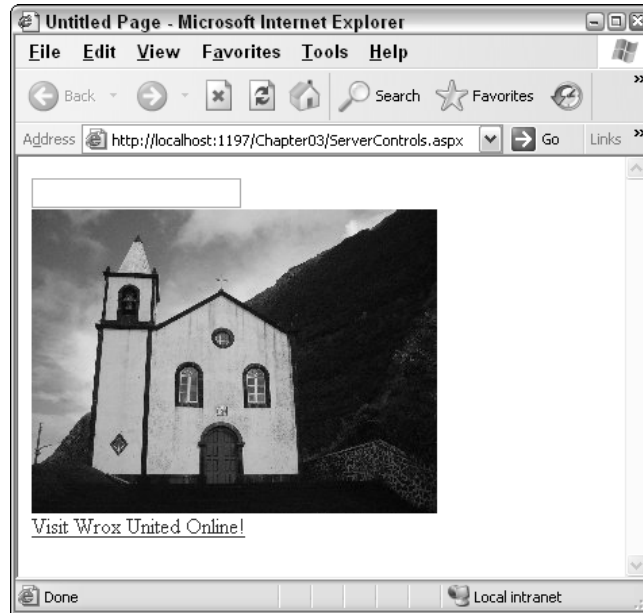 Untitled Page - Microsoft Internet Explorer
File Edit View Favorites Tools Help
Back Search Favorites »
Address http://localhost:1197/Chapter03/ServerControls.aspx Go Links »
Visit Wrox United Online!
Done Local intranet